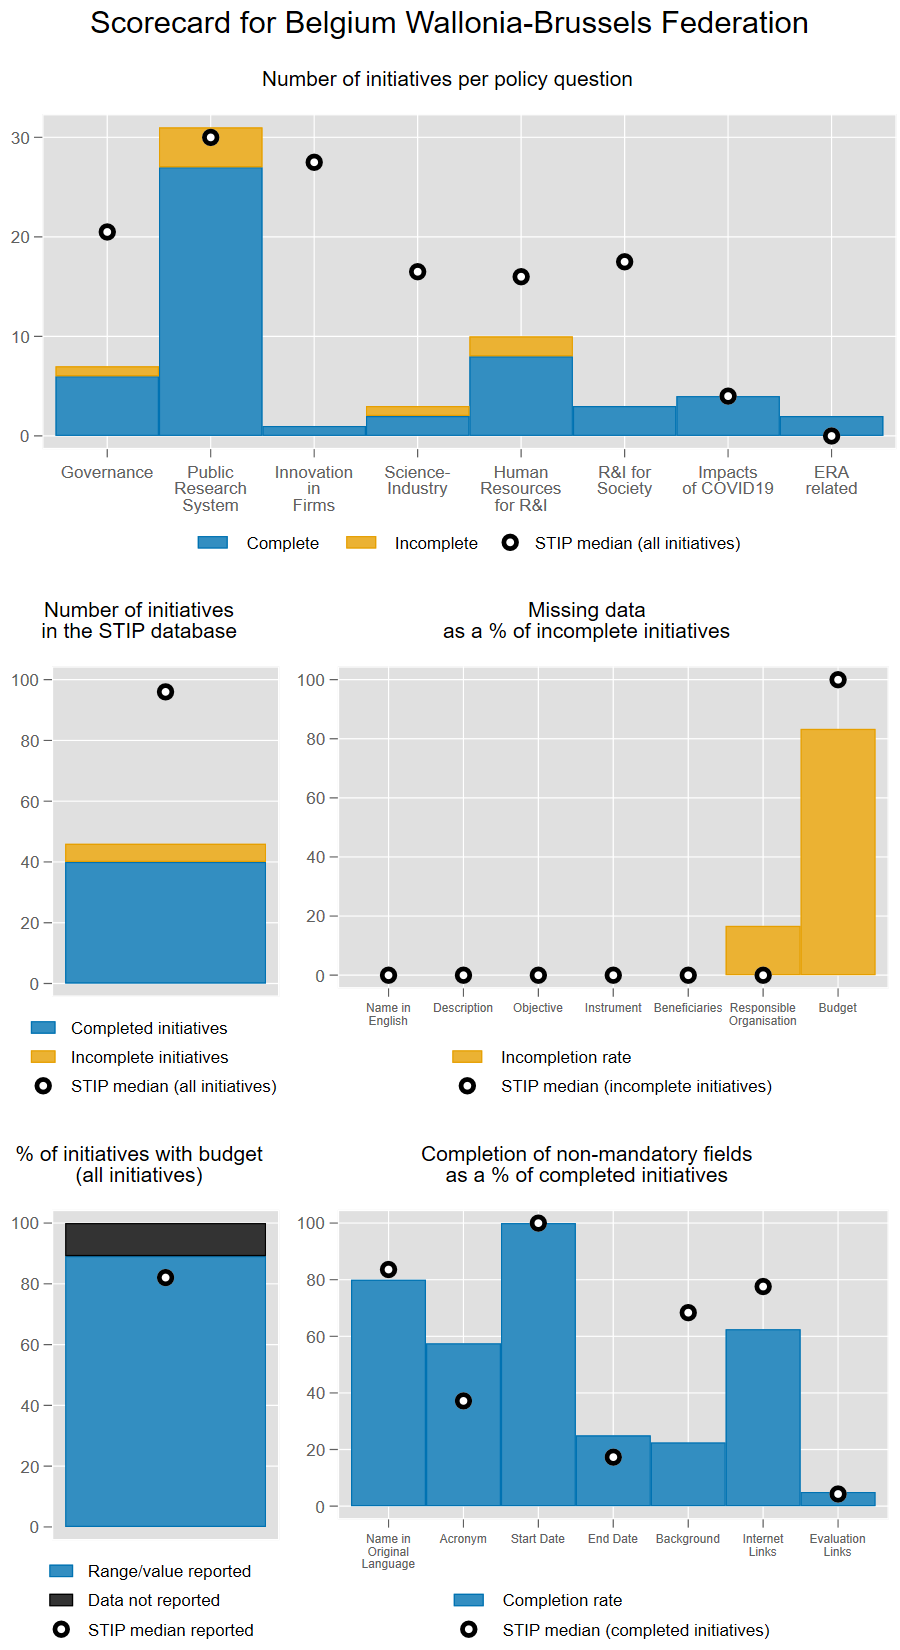 Scorecard for Belgium Wallonia-Brussels Federation
Number of initiatives per policy question
30
20
10
0
Governance
Public
Research
System
Innovation
in
Firms
Science-
Industry
Human
Resources
for R&I
R&I for
Society
Impacts
of COVID19
ERA
related
Complete
Incomplete
STIP median (all initiatives)
Number of initiatives
in the STIP database
100
80
60
40
20
0
Completed initiatives
Incomplete initiatives
STIP median (all initiatives)
Missing data
as a % of incomplete initiatives
100
80
60
40
20
0
Name in
English
Description
Objective
Instrument
Beneficiaries
Responsible
Organisation
Budget
Incompletion rate
STIP median (incomplete initiatives)
% of initiatives with budget
(all initiatives)
100
80
60
40
20
0
Range/value reported
Data not reported
STIP median reported
Completion of non-mandatory fields
as a % of completed initiatives
100
80
60
40
20
0
Name in
Original
Language
Acronym
Start Date
End Date
Background
Internet
Links
Evaluation
Links
Completion rate
STIP median (completed initiatives)